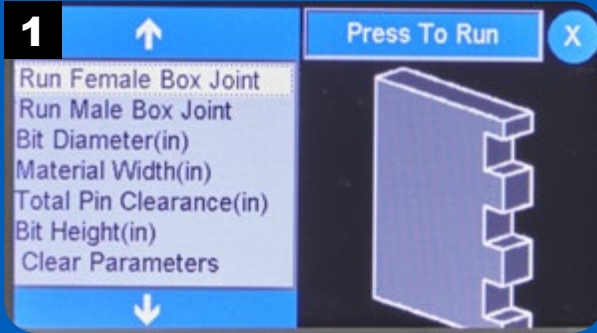 1
Press To Run
X
Run Female Box Joint
Run Male Box Joint
Bit Diameter(in)
Material Width(in)
Total Pin Clearance(in)
Bit Height(in)
Clear Parameters